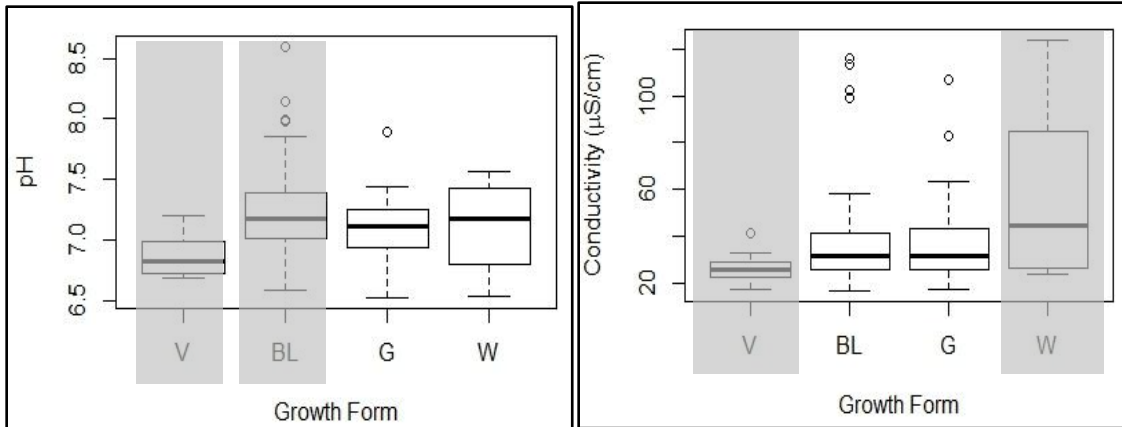 pH
8.5
8.0
7.5
7.0
6.5
V BL G W
Growth Form
Conductivity (µS/cm)
100
60
20
V BL G W
Growth Form